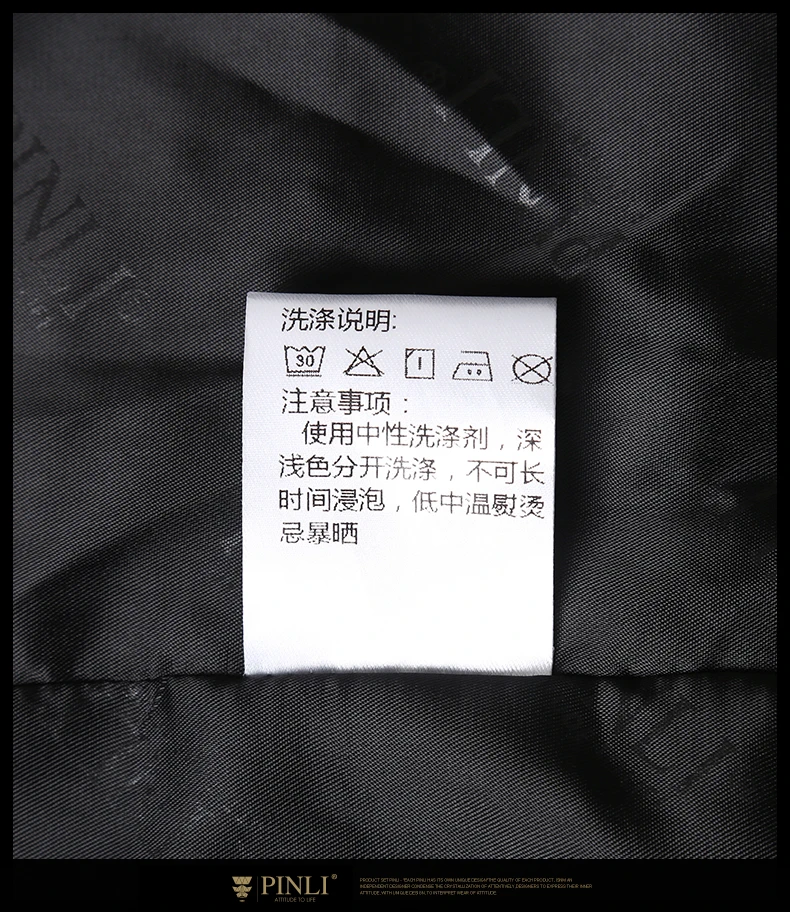 洗涤说明:
30
注意事项：
使用中性洗涤剂，深
浅色分开洗涤，不可长
时间浸泡，低中温熨烫
忌暴晒
PINLI
PINLI
PINLI®
ATTITUDE TO LIFE